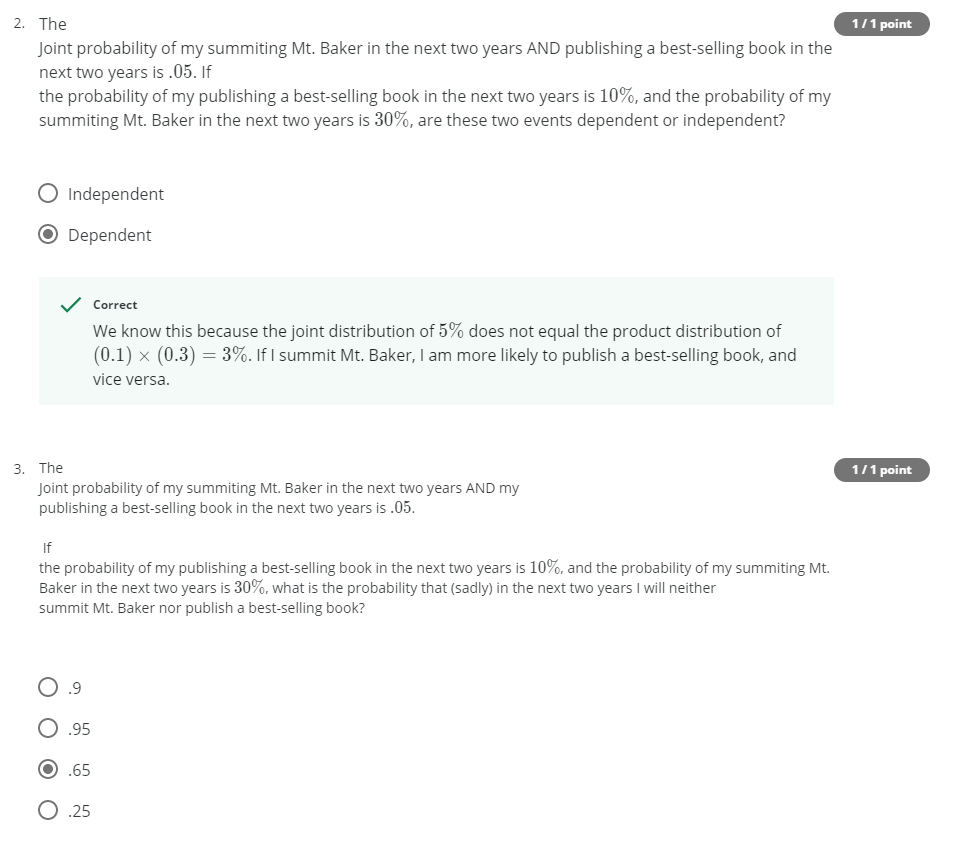 2. The
1 / 1 point
Joint probability of my summiting Mt. Baker in the next two years AND publishing a best-selling book in the
next two years is .05. If
the probability of my publishing a best-selling book in the next two years is 10%, and the probability of my
summiting Mt. Baker in the next two years is 30%, are these two events dependent or independent?
Independent
Dependent
Correct
We know this because the joint distribution of 5% does not equal the product distribution of
(0.1) × (0.3) = 3%. If I summit Mt. Baker, I am more likely to publish a best-selling book, and
vice versa.
3. The
1 / 1 point
Joint probability of my summiting Mt. Baker in the next two years AND my
publishing a best-selling book in the next two years is .05.
If
the probability of my publishing a best-selling book in the next two years is 10%, and the probability of my summiting Mt.
Baker in the next two years is 30%, what is the probability that (sadly) in the next two years I will neither
summit Mt. Baker nor publish a best-selling book?
.9
.95
.65
.25